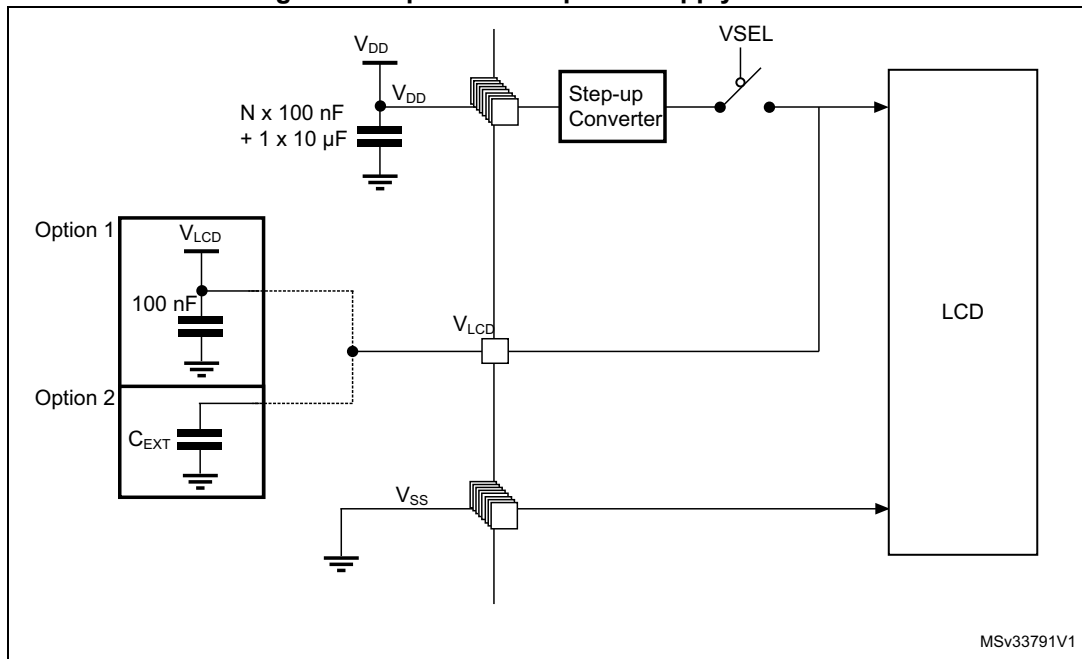 VSEL
VDD
VDD
N x 100 nF
+ 1 x 10 µF
Step-up
Converter
Option 1
VLCD
100 nF
VLCD
LCD
Option 2
CEXT
VSS
MSv33791V1